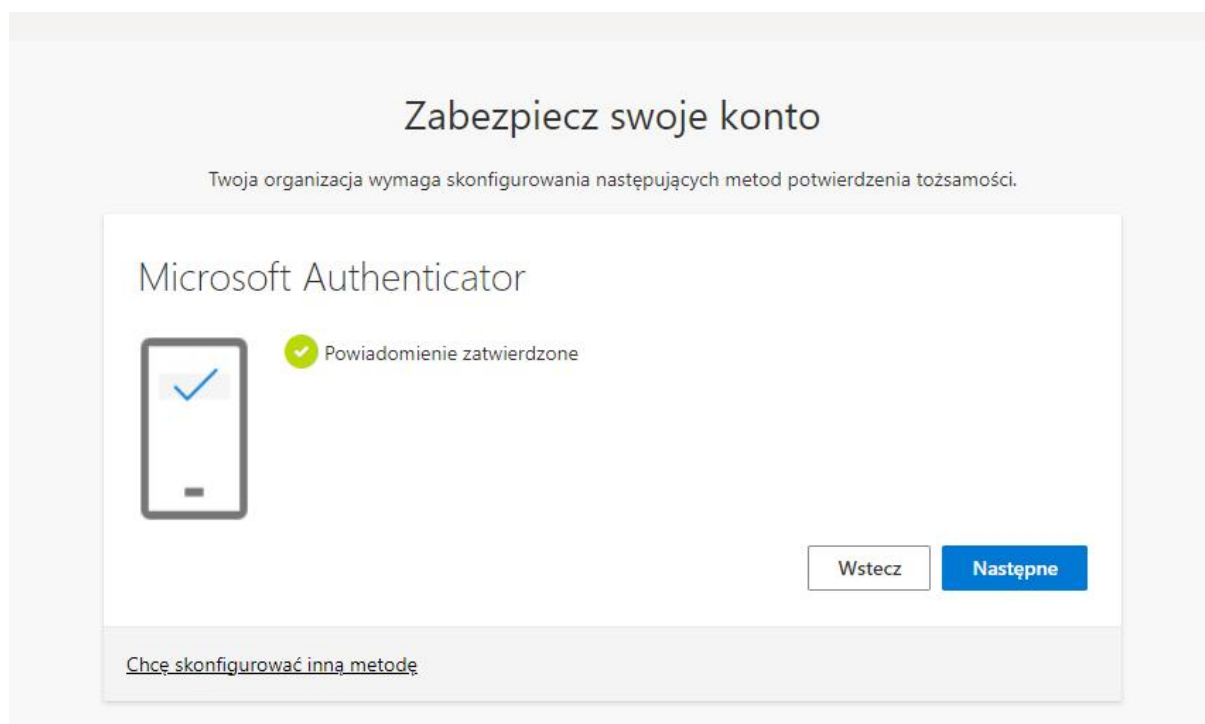 Zabezpiecz swoje konto
Twoja organizacja wymaga skonfigurowania następujących metod potwierdzenia tożsamości.
Microsoft Authenticator
Powiadomienie zatwierdzone
Wstecz
Następne
Chcę skonfigurować inną metodę